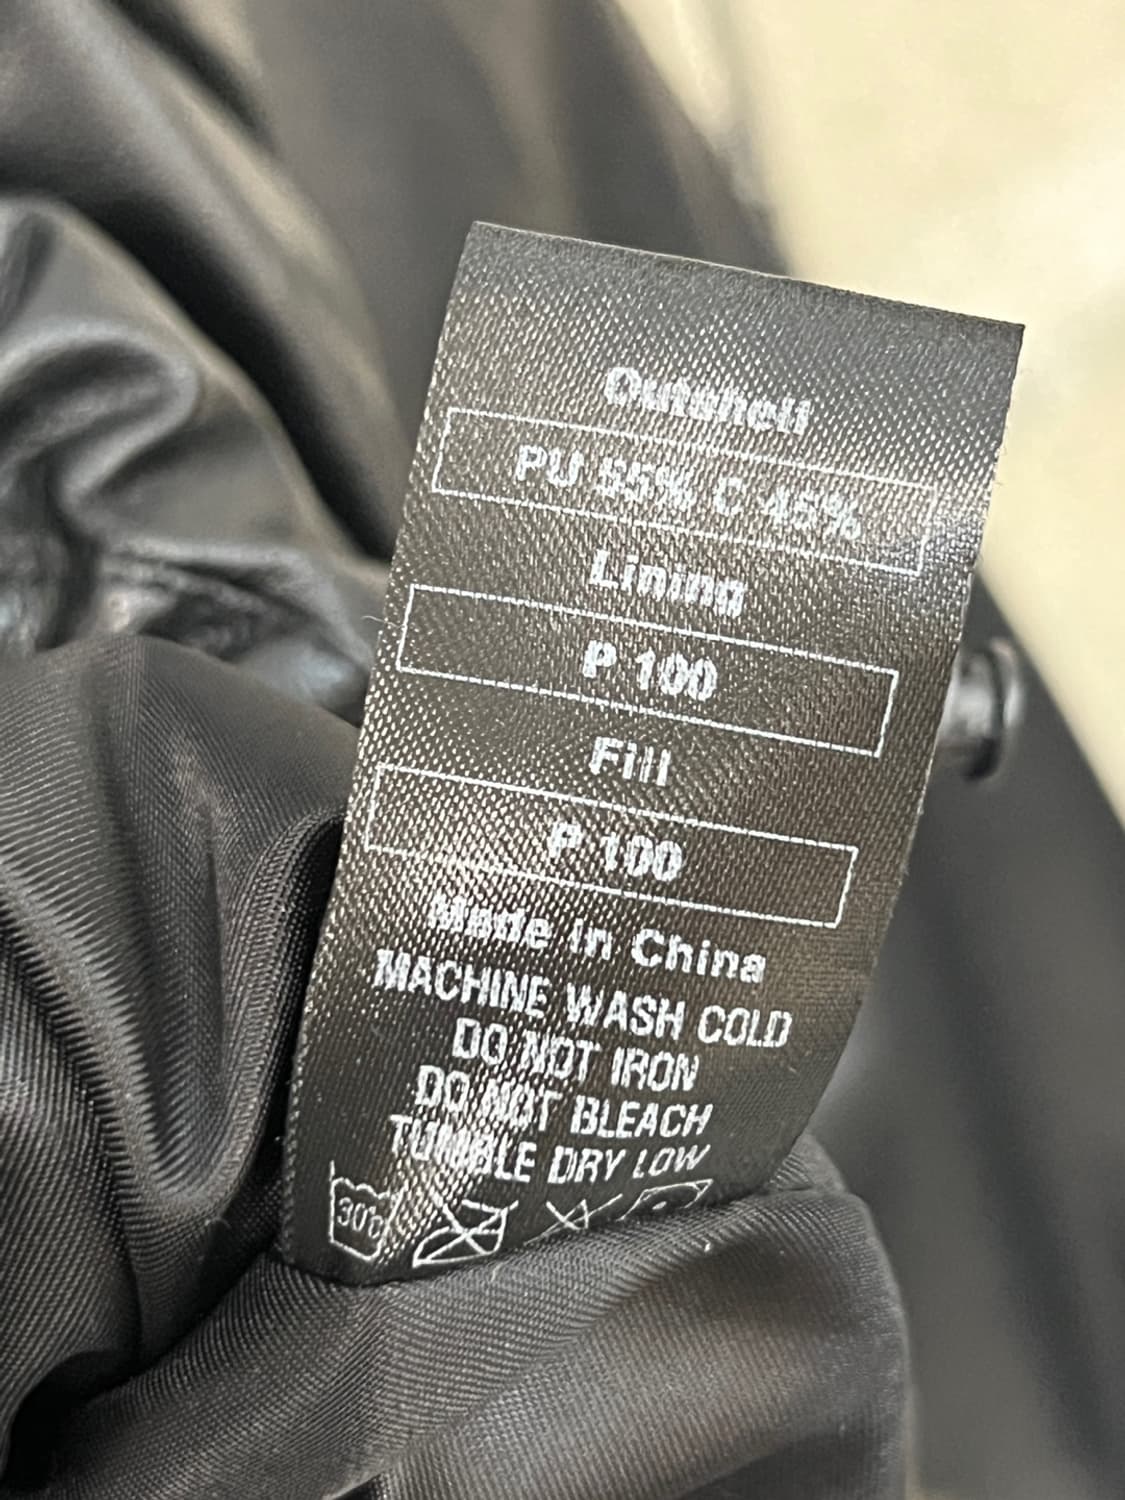 Outshell
PU 55% C 45%
Lining
P 100
Fill
P 100
Made in China
MACHINE WASH COLD
DO NOT IRON
DO NOT BLEACH
TUMBLE DRY LOW
30°C